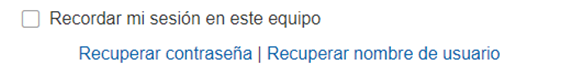 Recordar mi sesión en este equipo
Recuperar contraseña | Recuperar nombre de usuario